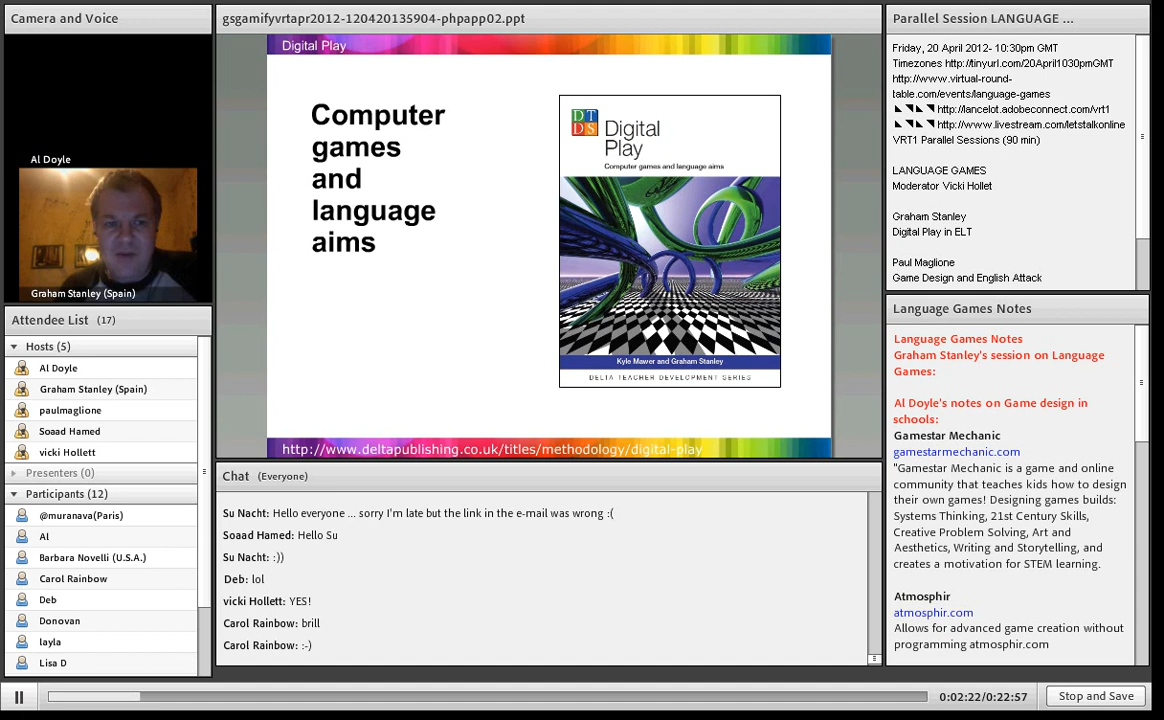 Camera and Voice
Al Doyle
Graham Stanley (Spain)
Attendee List (17)
Hosts (5)
Al Doyle
Graham Stanley (Spain)
paulmaglione
Soaad Hamed
vicki Hollett
Presenters (0)
Participants (12)
@muranava(Paris)
Al
Barbara Novelli (U.S.A.)
Carol Rainbow
Deb
Donovan
layla
Lisa D
gsgamifyvrtapr2012-120420135904-phpapp02.ppt
Digital Play
Computer
games
and
language
aims
DT
DS
Digital
Play
Computer games and language aims
Kyle Mawer and Graham Stanley
DELTA TEACHER DEVELOPMENT SERIES
http://www.deltapublishing.co.uk/titles/methodology/digital-play
Chat (Everyone)
Su Nacht: Hello everyone ... sorry I'm late but the link in the e-mail was wrong :(
Soaad Hamed: Hello Su
Su Nacht: :))
Deb: lol
vicki Hollett: YES!
Carol Rainbow: brill
Carol Rainbow: :-)
Parallel Session LANGUAGE ...
Friday, 20 April 2012- 10:30pm GMT
Timezones http://tinyurl.com/20April1030pmGMT
http://www.virtual-round-
table.com/events/language-games
http://lancelot.adobeconnect.com/vrt1
http://www.livestream.com/letstalkonline
VRT1 Parallel Sessions (90 min)
LANGUAGE GAMES
Moderator Vicki Hollet
Graham Stanley
Digital Play in ELT
Paul Maglione
Game Design and English Attack
Language Games Notes
Language Games Notes
Graham Stanley's session on Language
Games:
Al Doyle's notes on Game design in
schools:
Gamestar Mechanic
gamestarmechanic.com
"Gamestar Mechanic is a game and online
community that teaches kids how to design
their own games! Designing games builds:
Systems Thinking, 21st Century Skills,
Creative Problem Solving, Art and
Aesthetics, Writing and Storytelling, and
creates a motivation for STEM learning.
Atmosphir
atmosphir.com
Allows for advanced game creation without
programming atmosphir.com
0:02:22/0:22:57
Stop and Save